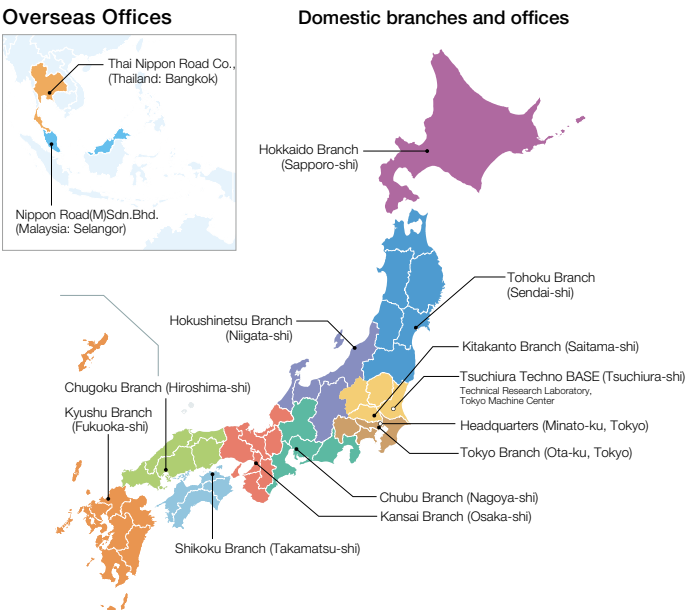 Overseas Offices
Thai Nippon Road Co.,
(Thailand: Bangkok)
Nippon Road(M)Sdn.Bhd.
(Malaysia: Selangor)
Domestic branches and offices
Hokkaido Branch
(Sapporo-shi)
Tohoku Branch
(Sendai-shi)
Hokushinetsu Branch
(Niigata-shi)
Kitakanto Branch (Saitama-shi)
Tsuchiura Techno BASE (Tsuchiura-shi)
Technical Research Laboratory,
Tokyo Machine Center
Chugoku Branch (Hiroshima-shi)
Kyushu Branch
(Fukuoka-shi)
Headquarters (Minato-ku, Tokyo)
Tokyo Branch (Ota-ku, Tokyo)
Chubu Branch (Nagoya-shi)
Kansai Branch (Osaka-shi)
Shikoku Branch (Takamatsu-shi)